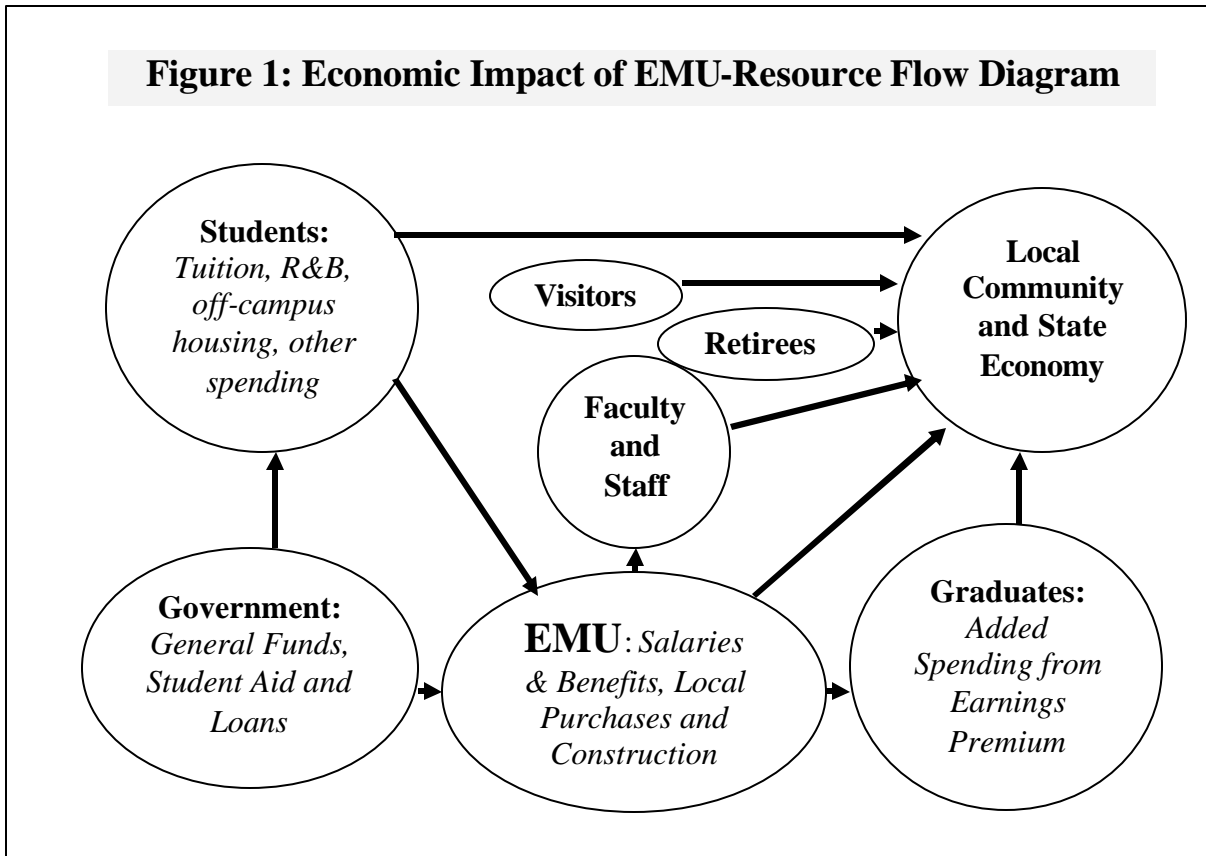 Figure 1: Economic Impact of EMU-Resource Flow Diagram
Students:
Tuition, R&B,
off-campus
housing, other
spending
Visitors
Retirees
Local
Community
and State
Economy
Faculty
and
Staff
Government:
General Funds,
Student Aid and
Loans
EMU: Salaries
& Benefits, Local
Purchases and
Construction
Graduates:
Added
Spending from
Earnings
Premium